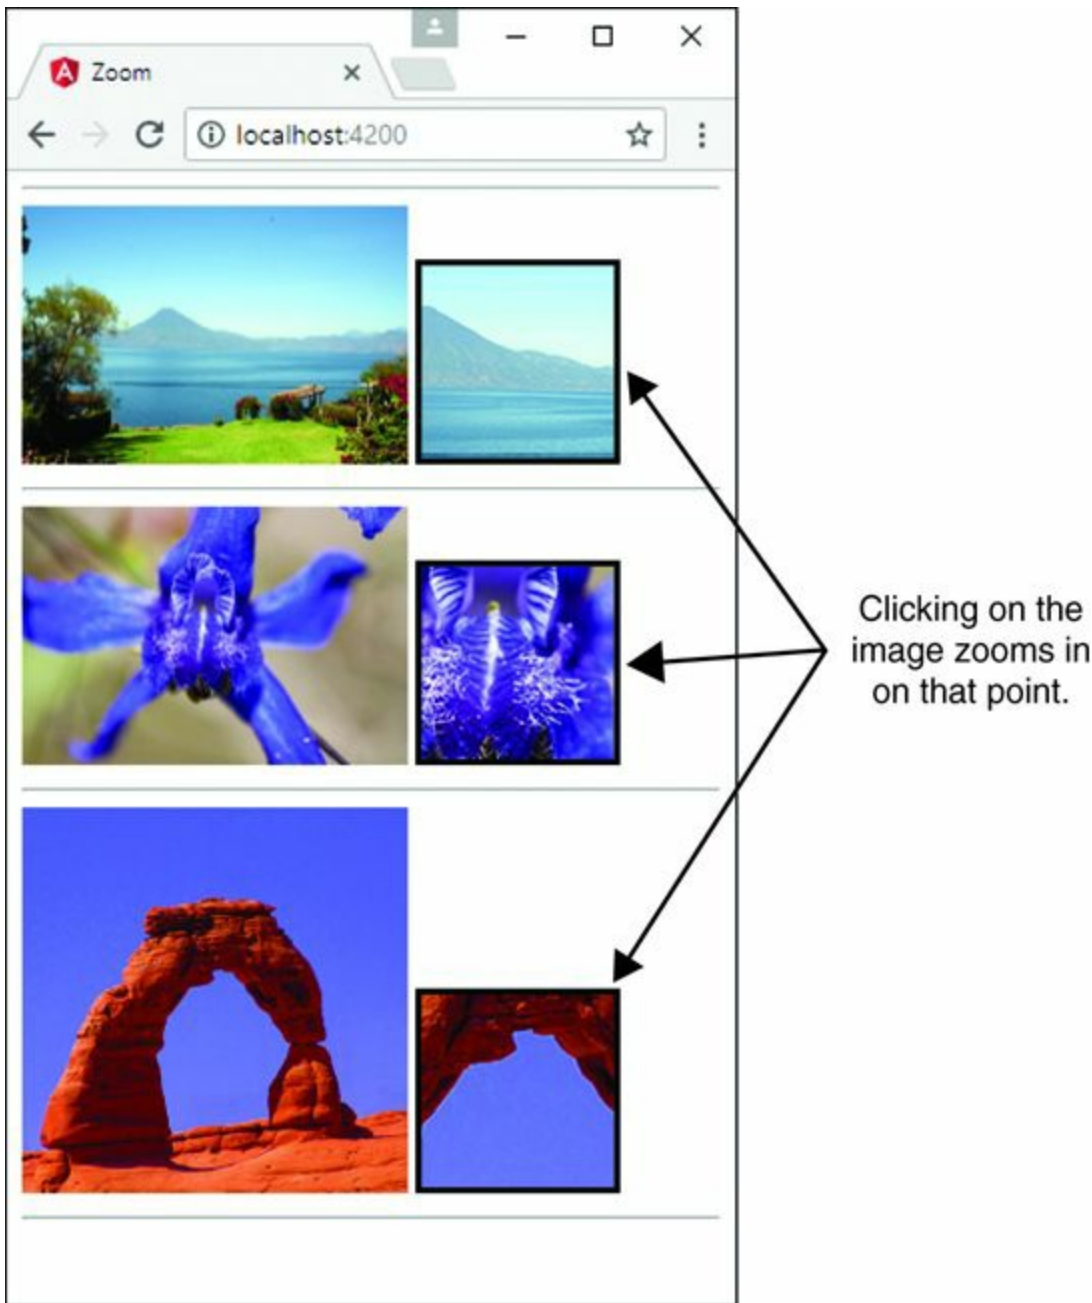 Zoom
localhost:4200
Clicking on the
image zooms in
on that point.